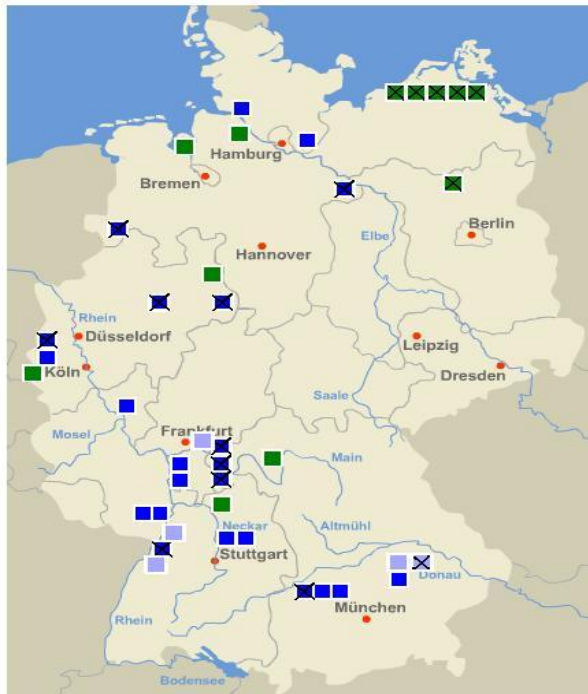 Hamburg
Bremen
Berlin
Elbe
Hannover
Rhein
Düsseldorf
Leipzig
Köln
Dresden
Saale
Mosel
Frankfurt
Main
Neckar
Altmühl
Stuttgart
Donau
München
Rhein
Bodensee